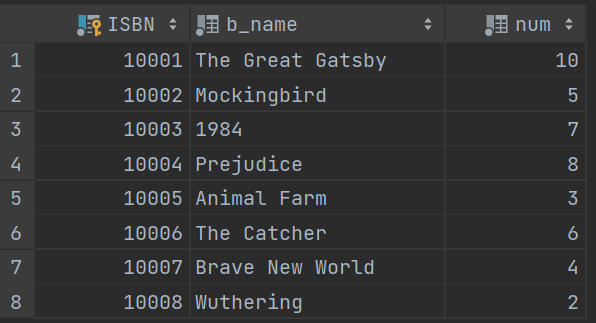 ISBN b_name num
1 10001 The Great Gatsby 10
2 10002 Mockingbird 5
3 10003 1984 7
4 10004 Prejudice 8
5 10005 Animal Farm 3
6 10006 The Catcher 6
7 10007 Brave New World 4
8 10008 Wuthering 2